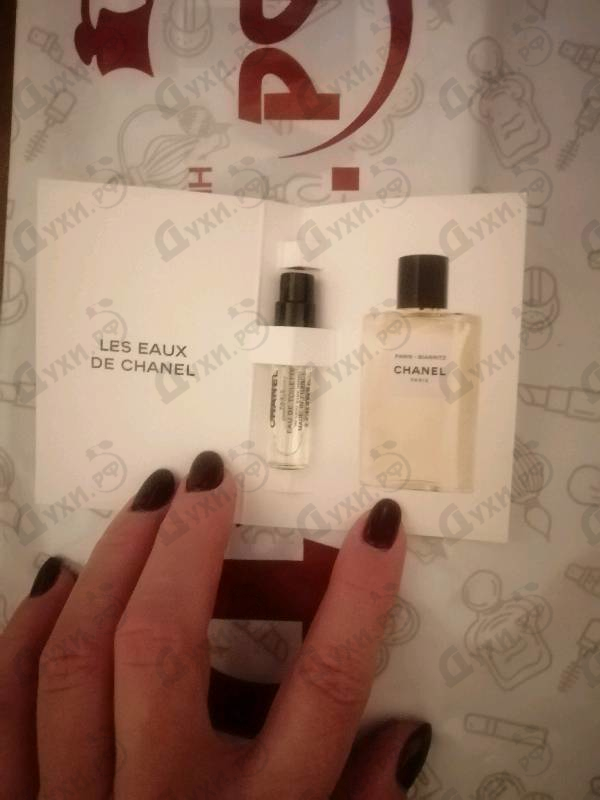 LES EAUX
DE CHANEL
CHANEL
EAU DE TOILETTE
PARIS - BIARRITZ
CHANEL
PARIS
Духи.РФ